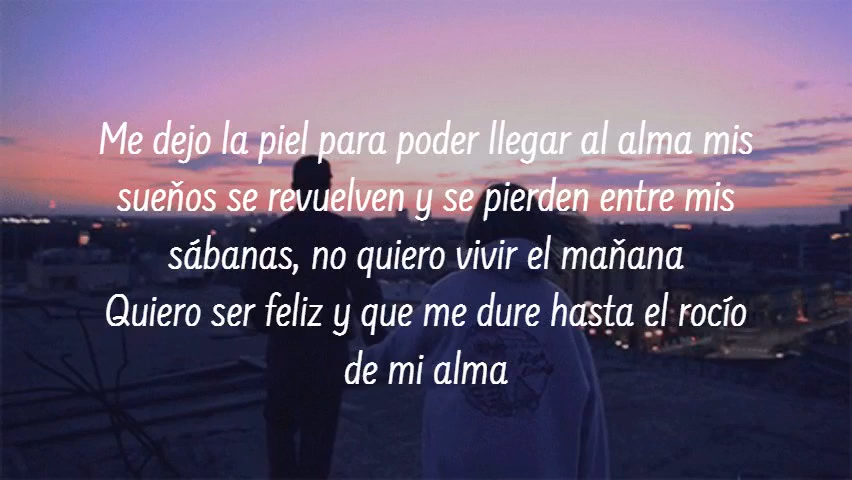 Me dejo la piel para poder llegar al alma mis
sueňos se revuelven y se pierden entre mis
sábanas, no quiero vivir el maňana
Quiero ser feliz y que me dure hasta el rocío
de mi alma